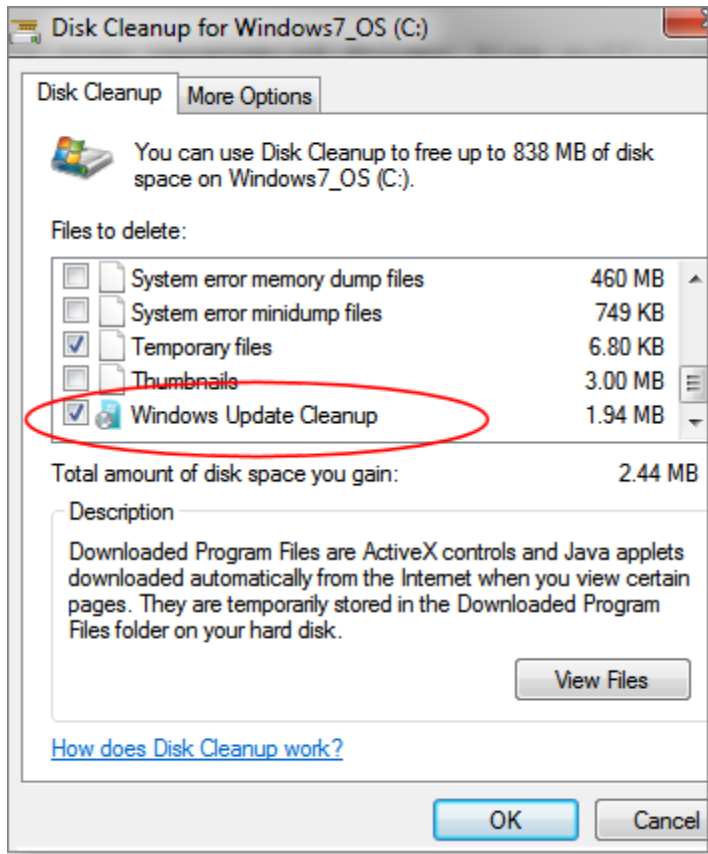 Disk Cleanup for Windows7_OS (C:)
Disk Cleanup
More Options
You can use Disk Cleanup to free up to 838 MB of disk
space on Windows7_OS (C:).
Files to delete:
System error memory dump files 460 MB
System error minidump files 749 KB
Temporary files 6.80 KB
Thumbnails 3.00 MB
Windows Update Cleanup 1.94 MB
Total amount of disk space you gain: 2.44 MB
Description
Downloaded Program Files are ActiveX controls and Java applets
downloaded automatically from the Internet when you view certain
pages. They are temporarily stored in the Downloaded Program
Files folder on your hard disk.
View Files
How does Disk Cleanup work?
OK Cancel